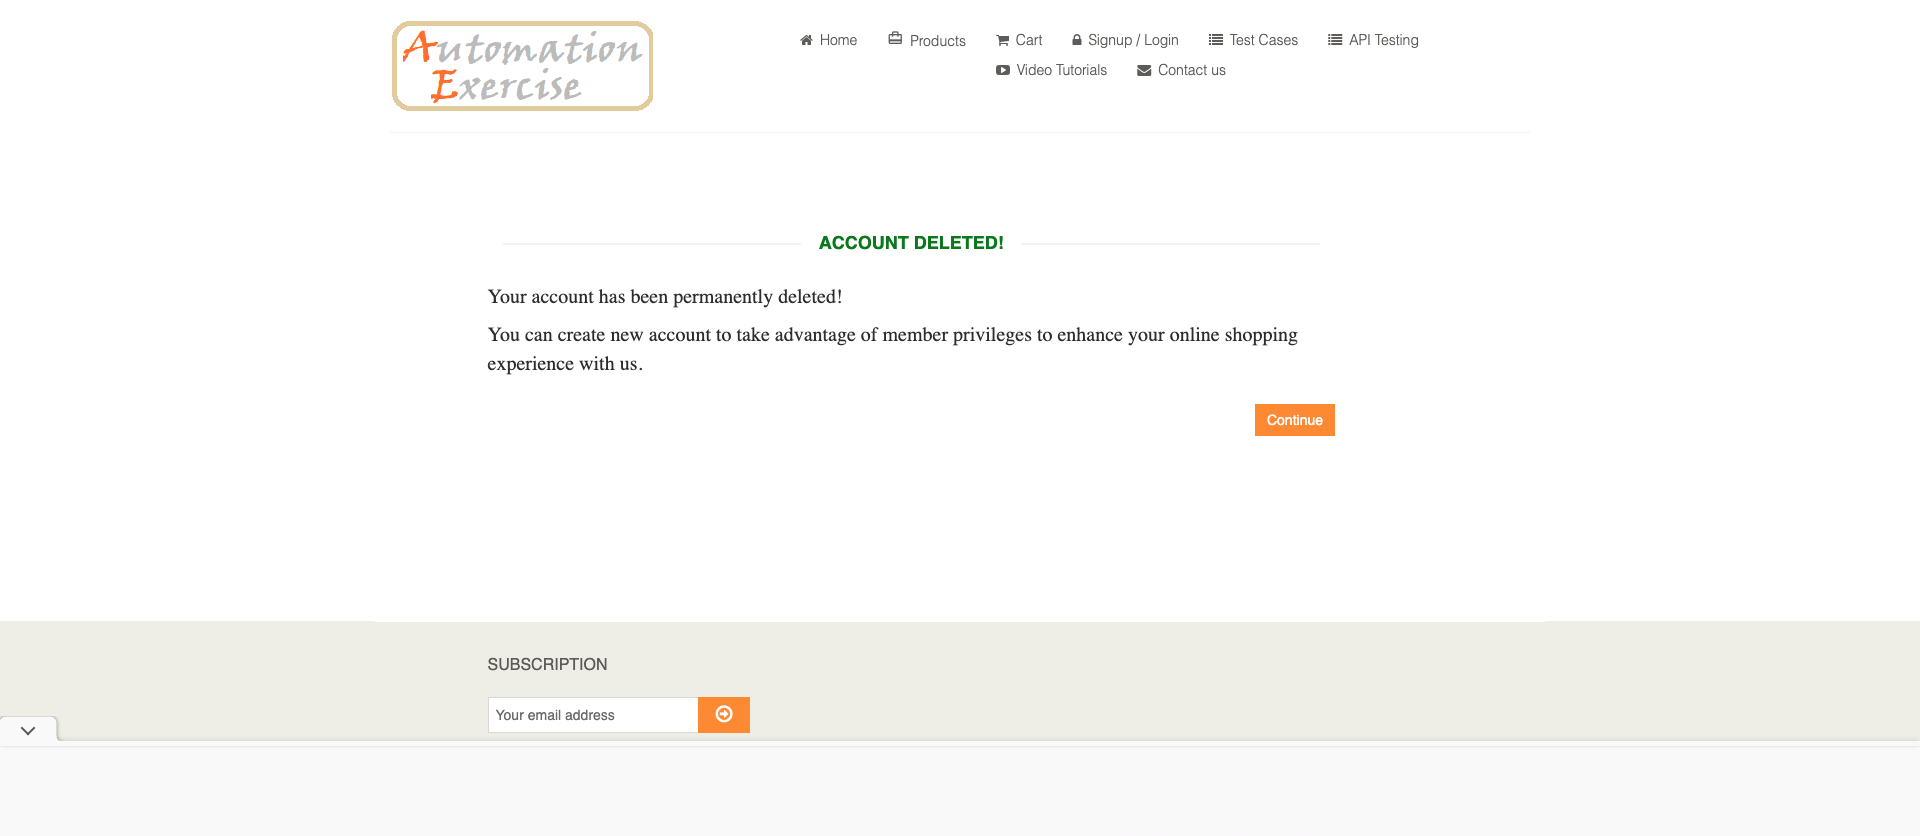 Automation
Exercise
Home
Products
Cart
Signup / Login
Test Cases
API Testing
Video Tutorials
Contact us
ACCOUNT DELETED!
Your account has been permanently deleted!
You can create new account to take advantage of member privileges to enhance your online shopping
experience with us.
Continue
SUBSCRIPTION
Your email address